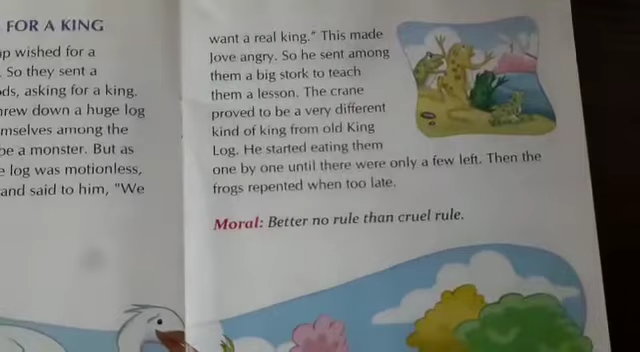 FOR A KING
wished for a
. So they sent a
ds, asking for a king.
hrew down a huge log
mselves among the
be a monster. But as
e log was motionless,
and said to him, "We
want a real king." This made
Jove angry. So he sent among
them a big stork to teach
them a lesson. The crane
proved to be a very different
kind of king from old King
Log. He started eating them
one by one until there were only a few left. Then the
frogs repented when too late.
Moral: Better no rule than cruel rule.